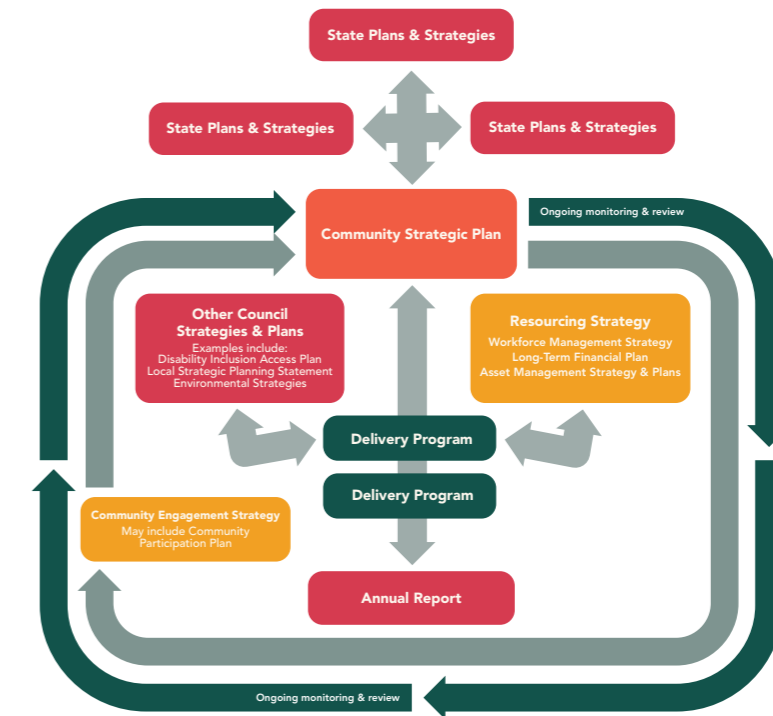 State Plans & Strategies
State Plans & Strategies
State Plans & Strategies
Community Strategic Plan
Ongoing monitoring & review
Other Council
Strategies & Plans
Examples include:
Disability Inclusion Access Plan
Local Strategic Planning Statement
Environmental Strategies
Resourcing Strategy
Workforce Management Strategy
Long-Term Financial Plan
Asset Management Strategy & Plans
Delivery Program
Delivery Program
Community Engagement Strategy
May include Community
Participation Plan
Annual Report
Ongoing monitoring & review